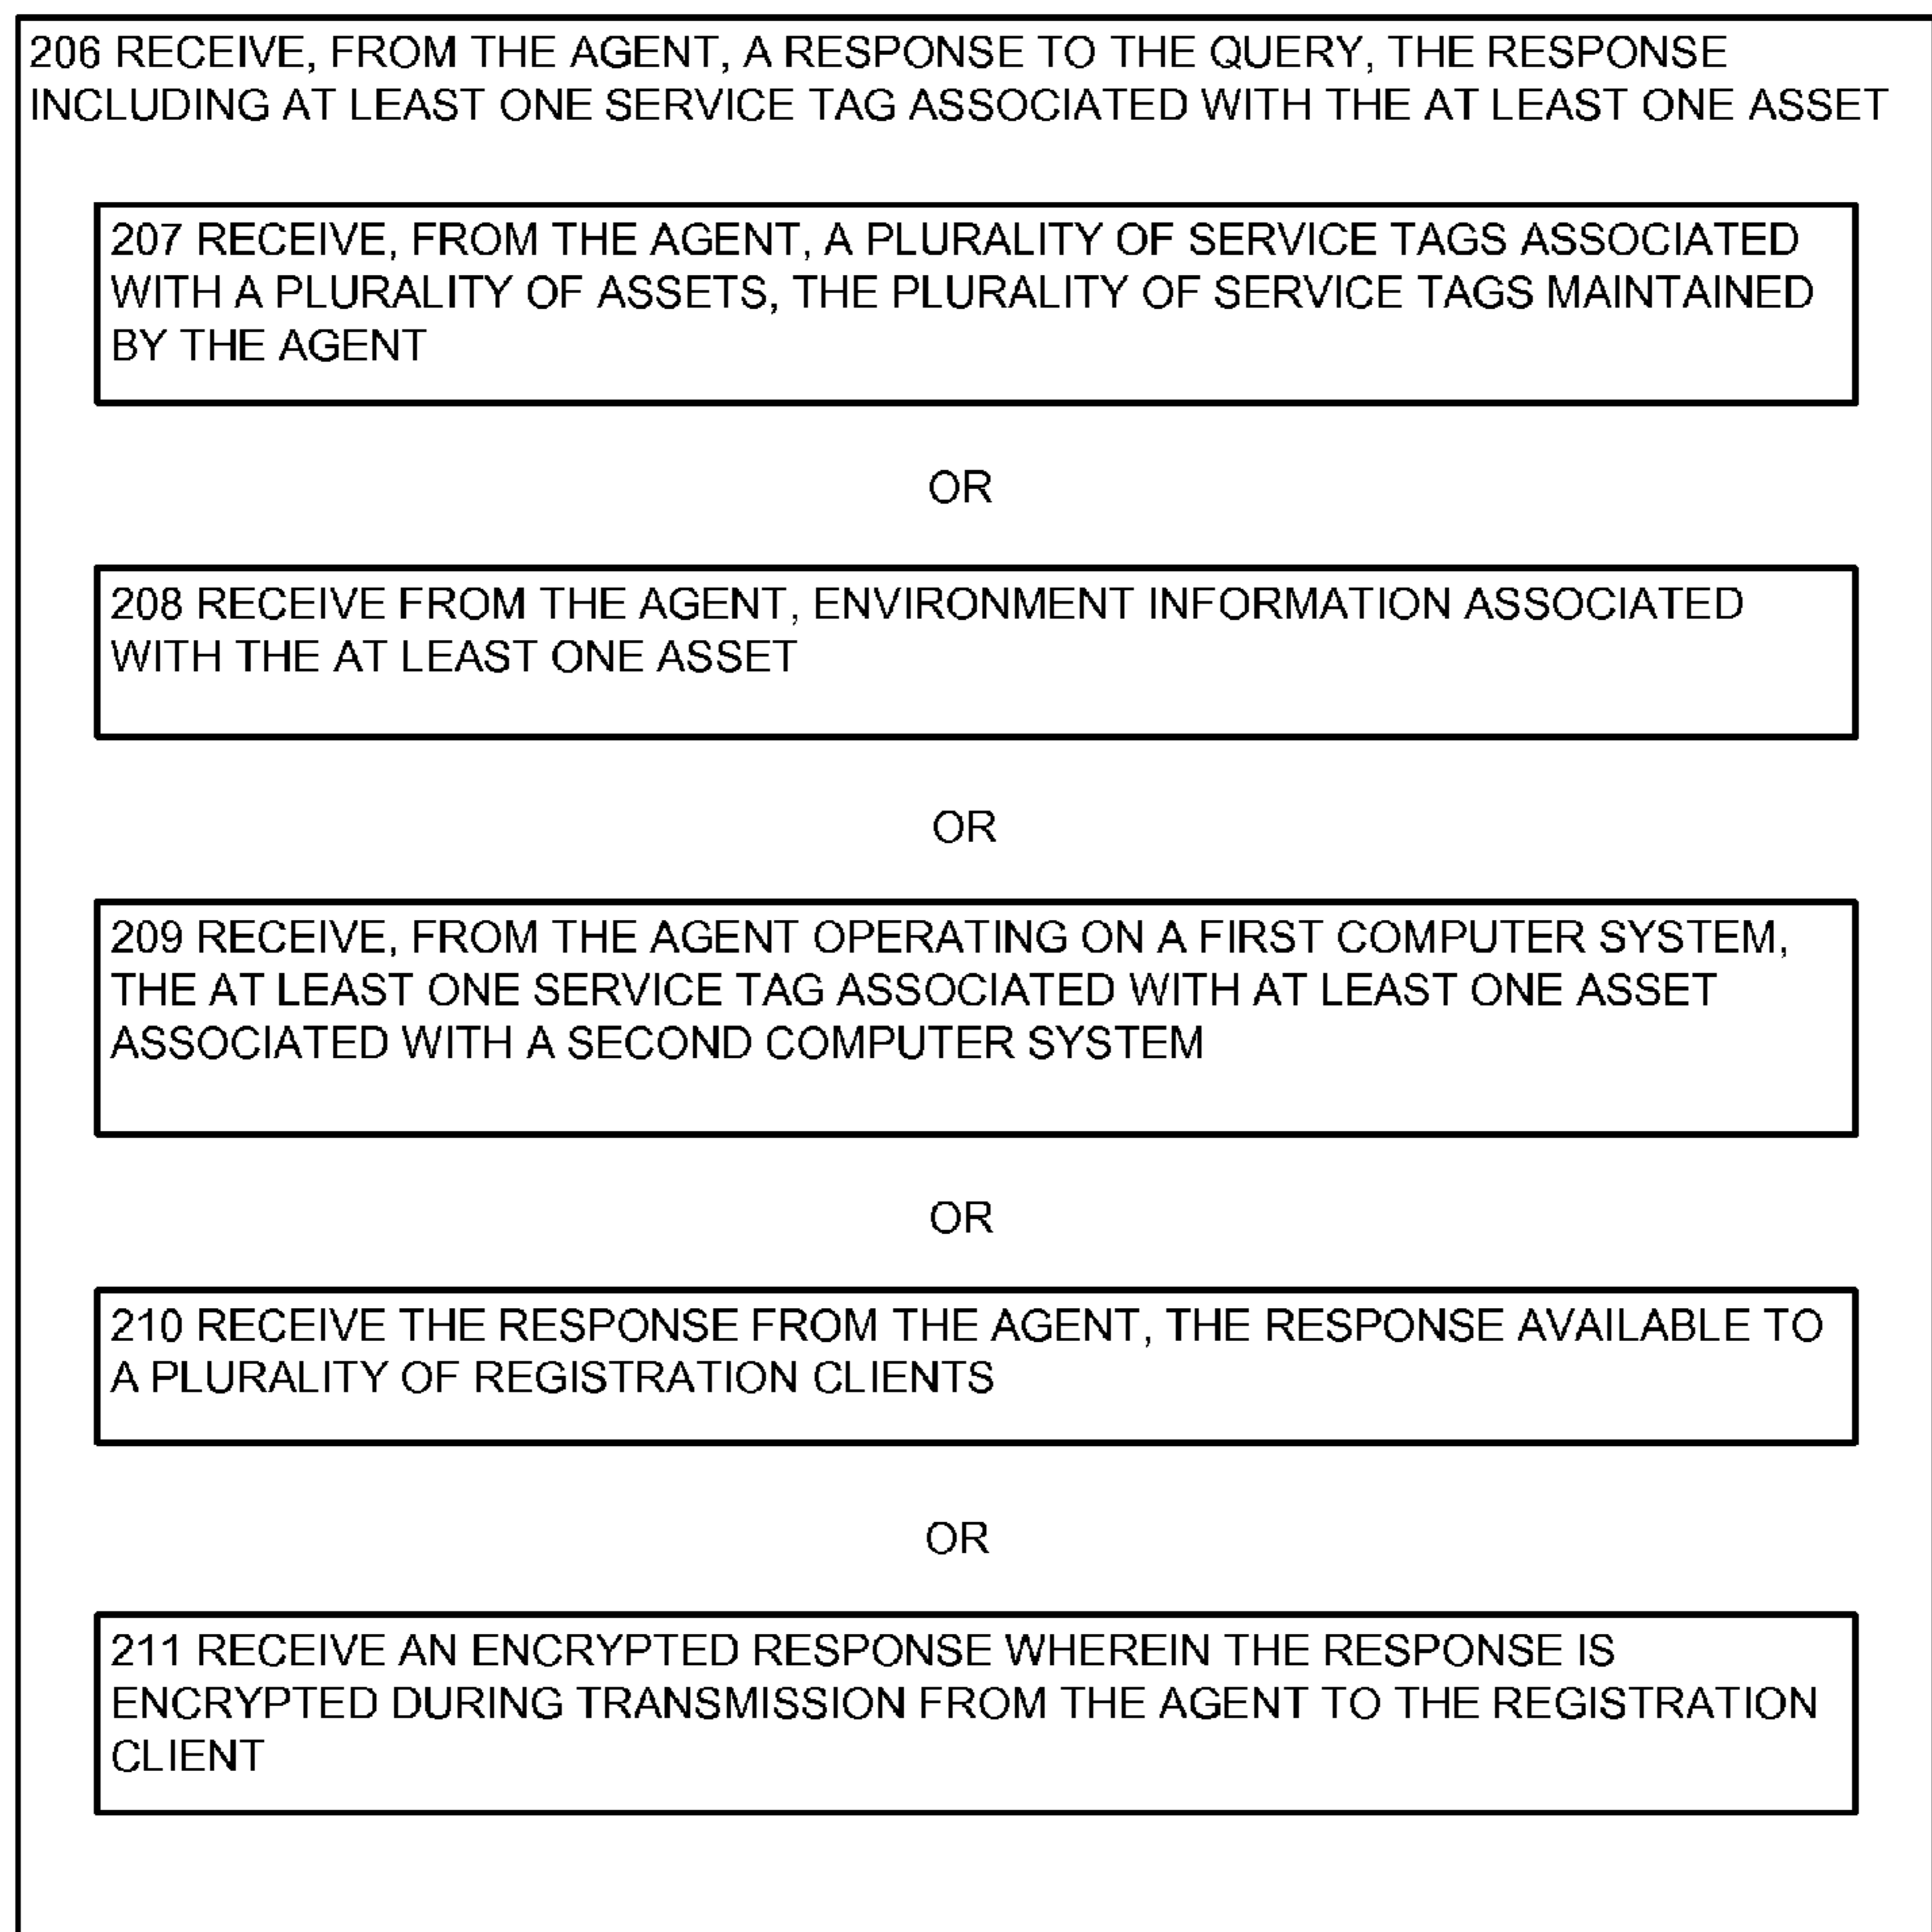 206 RECEIVE, FROM THE AGENT, A RESPONSE TO THE QUERY, THE RESPONSE
INCLUDING AT LEAST ONE SERVICE TAG ASSOCIATED WITH THE AT LEAST ONE ASSET
207 RECEIVE, FROM THE AGENT, A PLURALITY OF SERVICE TAGS ASSOCIATED
WITH A PLURALITY OF ASSETS, THE PLURALITY OF SERVICE TAGS MAINTAINED
BY THE AGENT
OR
208 RECEIVE FROM THE AGENT, ENVIRONMENT INFORMATION ASSOCIATED
WITH THE AT LEAST ONE ASSET
OR
209 RECEIVE, FROM THE AGENT OPERATING ON A FIRST COMPUTER SYSTEM,
THE AT LEAST ONE SERVICE TAG ASSOCIATED WITH AT LEAST ONE ASSET
ASSOCIATED WITH A SECOND COMPUTER SYSTEM
OR
210 RECEIVE THE RESPONSE FROM THE AGENT, THE RESPONSE AVAILABLE TO
A PLURALITY OF REGISTRATION CLIENTS
OR
211 RECEIVE AN ENCRYPTED RESPONSE WHEREIN THE RESPONSE IS
ENCRYPTED DURING TRANSMISSION FROM THE AGENT TO THE REGISTRATION
CLIENT